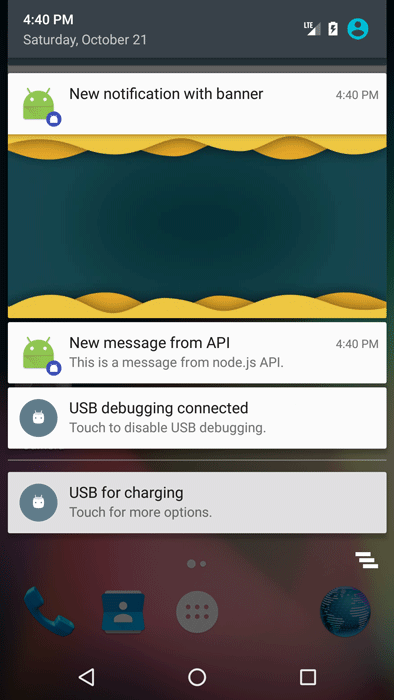 4:40 PM
LTE
Saturday, October 21
New notification with banner
4:40 PM
New message from API
4:40 PM
This is a message from node.js API.
USB debugging connected
Touch to disable USB debugging.
USB for charging
Touch for more options.